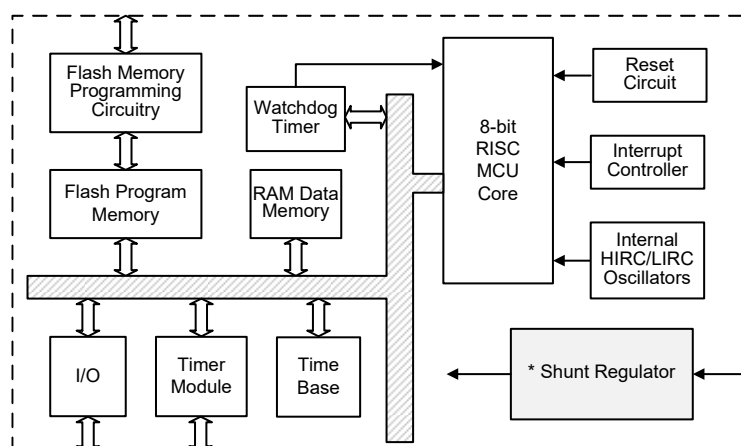 Flash Memory
Programming
Circuitry
Watchdog
Timer
8-bit
RISC
MCU
Core
Reset
Circuit
Flash Program
Memory
RAM Data
Memory
Interrupt
Controller
Internal
HIRC/LIRC
Oscillators
I/O
Timer
Module
Time
Base
* Shunt Regulator